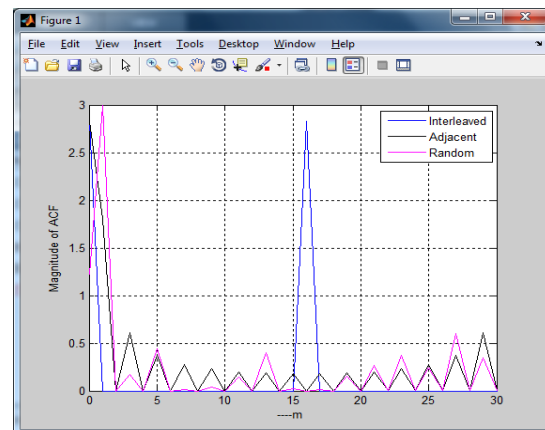 Figure 1
File Edit View Insert Tools Desktop Window Help
3
2.5
2
1.5
1
0.5
0
0 5 10 15 20 25 30
Magnitude of ACF
----m
Interleaved
Adjacent
Random